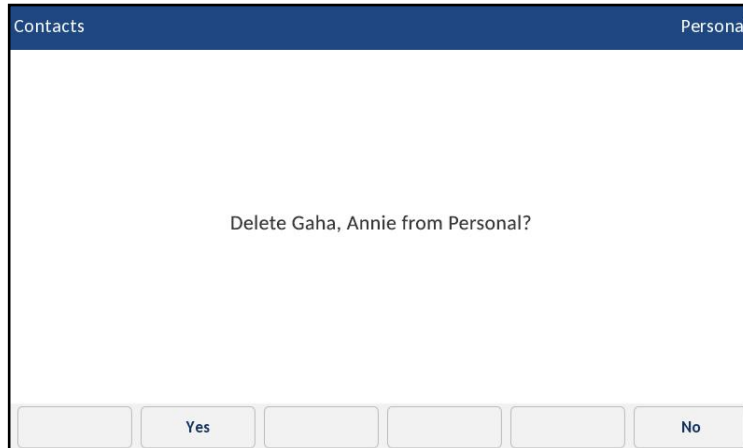 Contacts Persona
Delete Gaha, Annie from Personal?
Yes No